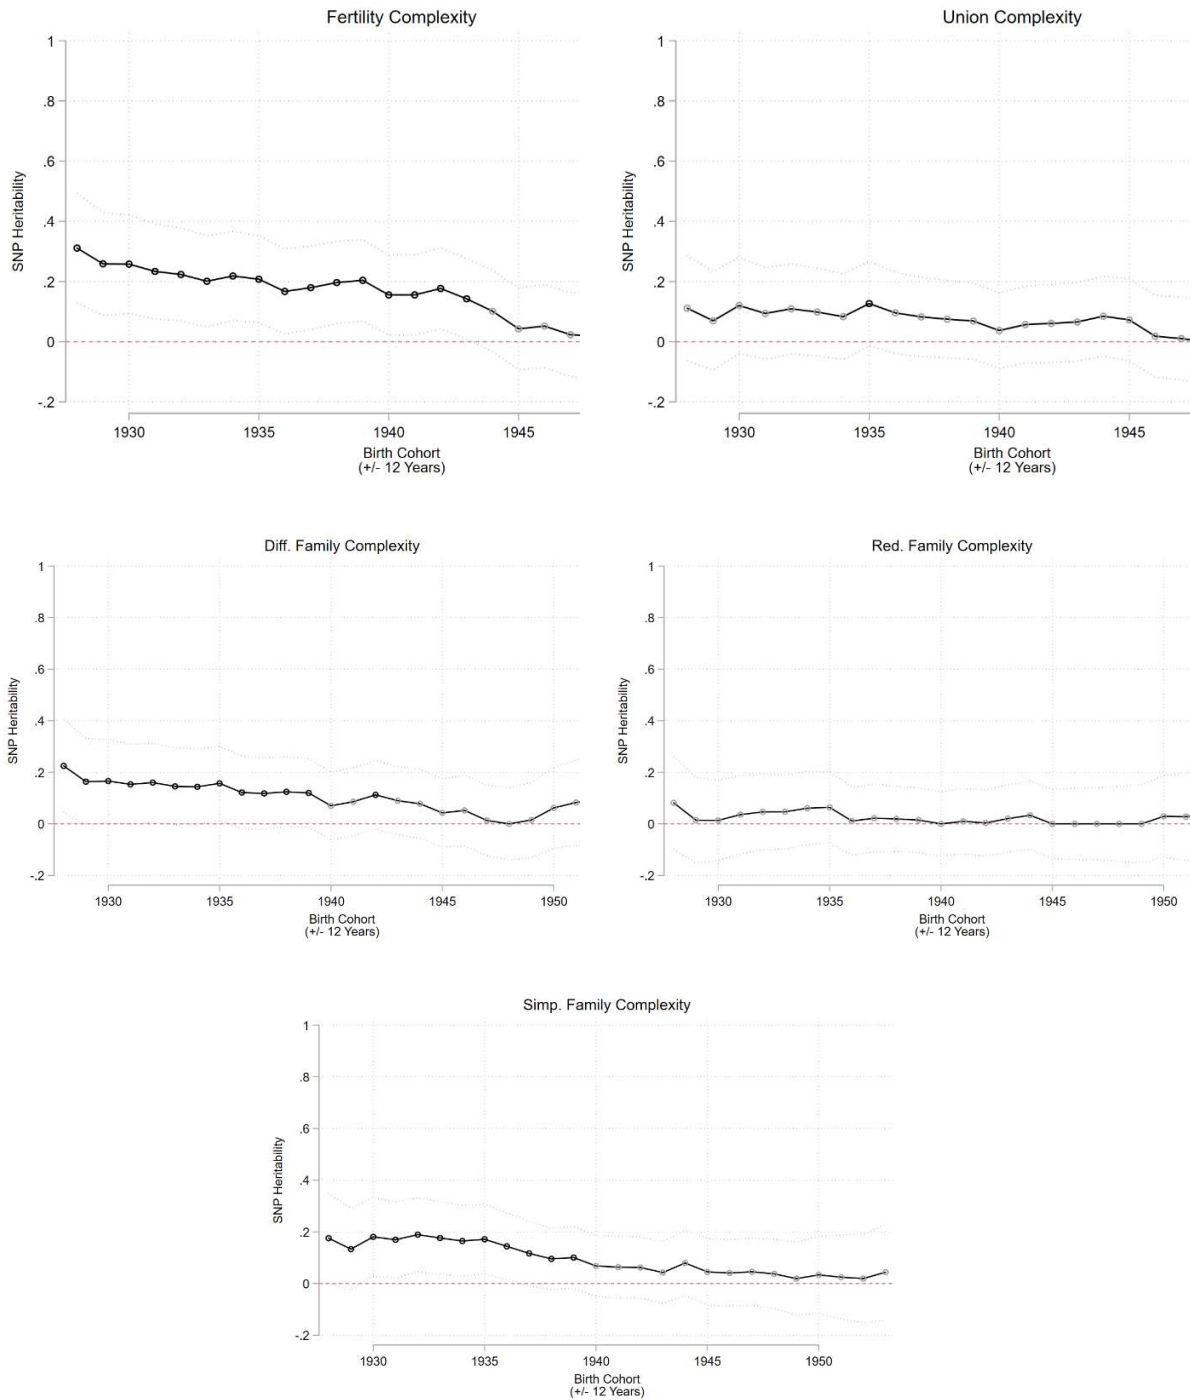 Fertility Complexity
1
.8
.6
.4
.2
0
-.2
SNP Heritability
1930 1935 1940 1945
Birth Cohort
(+/- 12 Years)
Union Complexity
1
.8
.6
.4
.2
0
-.2
SNP Heritability
1930 1935 1940 1945
Birth Cohort
(+/- 12 Years)
Diff. Family Complexity
1
.8
.6
.4
.2
0
-.2
SNP Heritability
1930 1935 1940 1945 1950
Birth Cohort
(+/- 12 Years)
Red. Family Complexity
1
.8
.6
.4
.2
0
-.2
SNP Heritability
1930 1935 1940 1945 1950
Birth Cohort
(+/- 12 Years)
Simp. Family Complexity
1
.8
.6
.4
.2
0
-.2
SNP Heritability
1930 1935 1940 1945 1950
Birth Cohort
(+/- 12 Years)